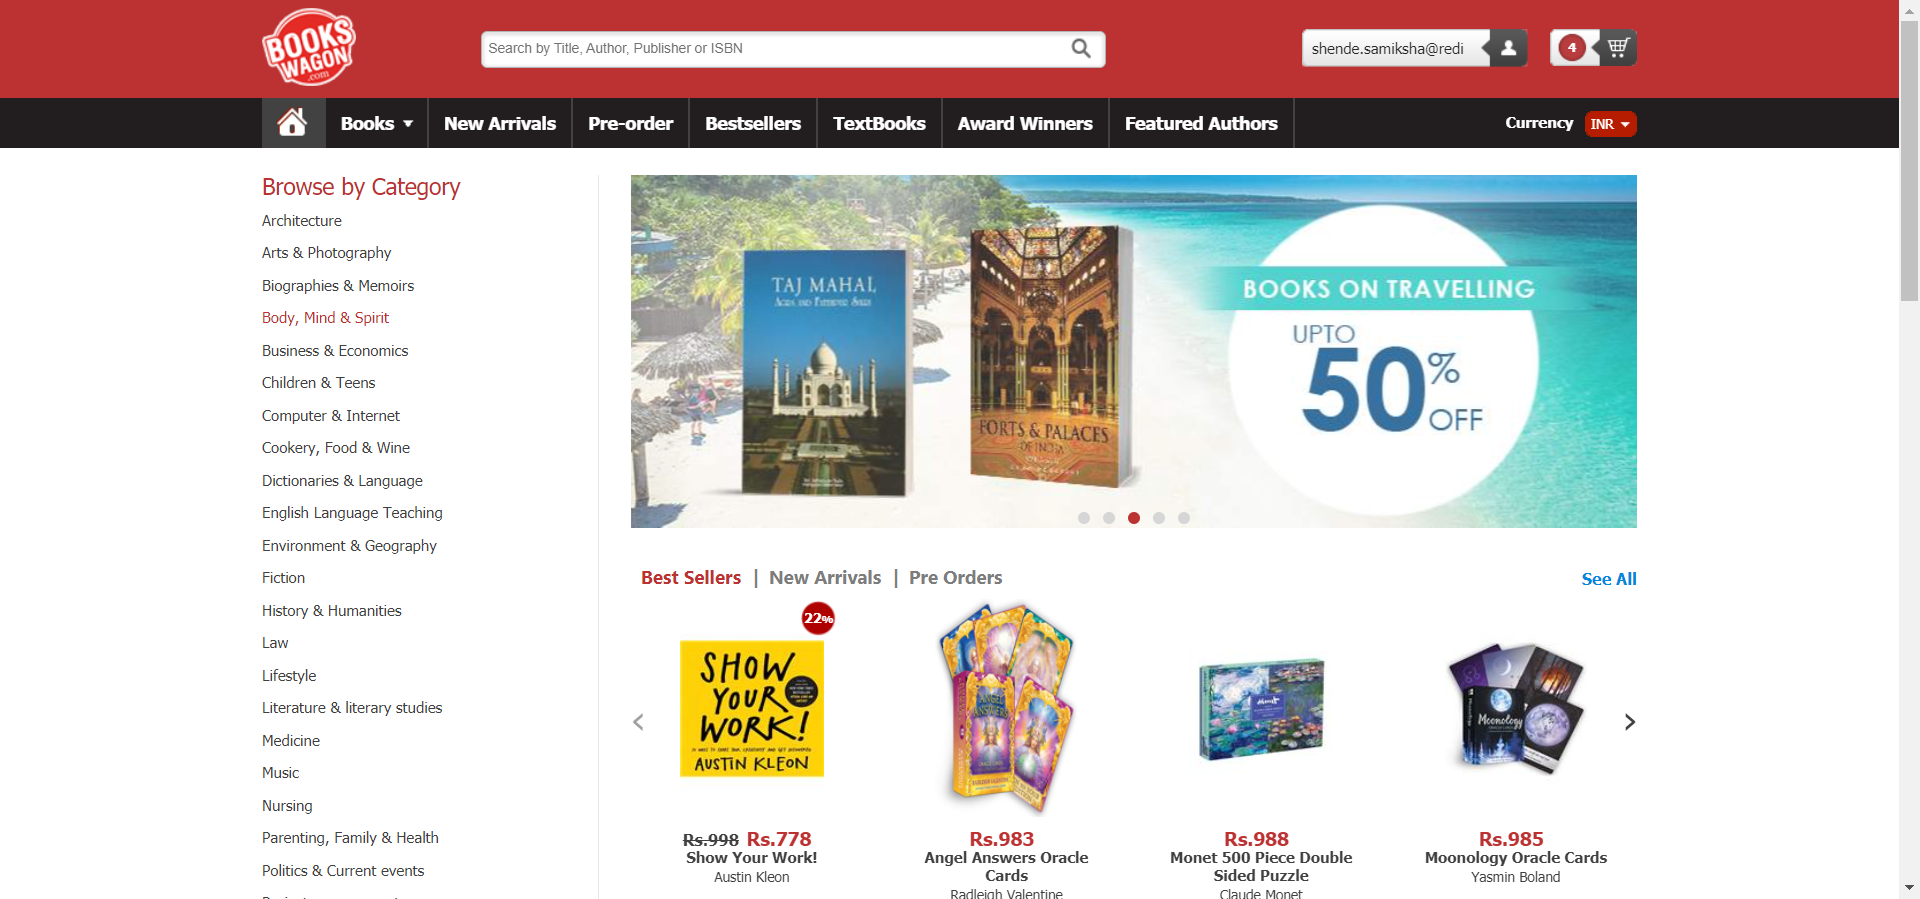 BOOKS
WAGON
.com
Search by Title, Author, Publisher or ISBN
shende.samiksha@redi
4
Books
New Arrivals
Pre-order
Bestsellers
TextBooks
Award Winners
Featured Authors
Currency
INR
Browse by Category
Architecture
Arts & Photography
Biographies & Memoirs
Body, Mind & Spirit
Business & Economics
Children & Teens
Computer & Internet
Cookery, Food & Wine
Dictionaries & Language
English Language Teaching
Environment & Geography
Fiction
History & Humanities
Law
Lifestyle
Literature & literary studies
Medicine
Music
Nursing
Parenting, Family & Health
Politics & Current events
TAJ MAHAL
FORTS & PALACES
OF INDIA
BOOKS ON TRAVELLING
UPTO
50%
OFF
Best Sellers | New Arrivals | Pre Orders
See All
22%
SHOW
YOUR
WORK!
AUSTIN KLEON
Rs.998 Rs.778
Show Your Work!
Austin Kleon
ANGEL
ANSWERS
Rs.983
Angel Answers Oracle
Cards
Radleigh Valentine
Rs.988
Monet 500 Piece Double
Sided Puzzle
Claude Monet
Moonology
Rs.985
Moonology Oracle Cards
Yasmin Boland